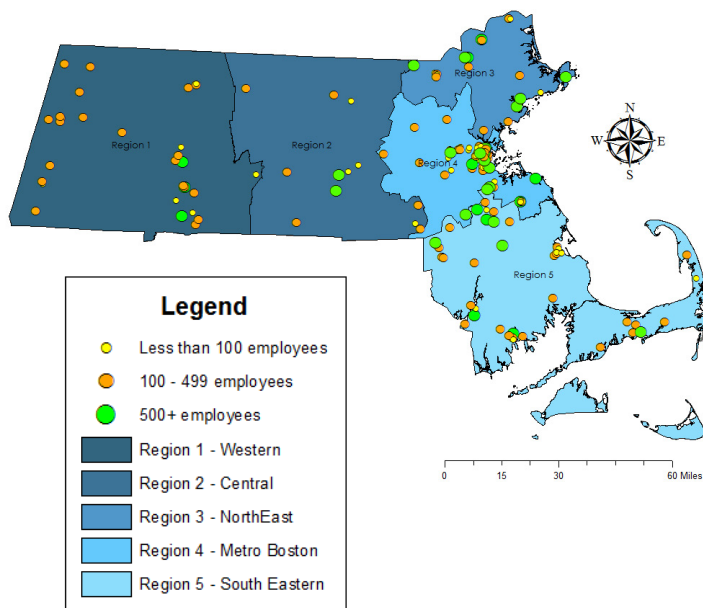 Region 3
N
W E
S
Region 1
Region 2
Region 4
Region 5
Legend
Less than 100 employees
100 - 499 employees
500+ employees
Region 1 - Western
Region 2 - Central
Region 3 - NorthEast
Region 4 - Metro Boston
Region 5 - South Eastern
0 15 30 60 Miles